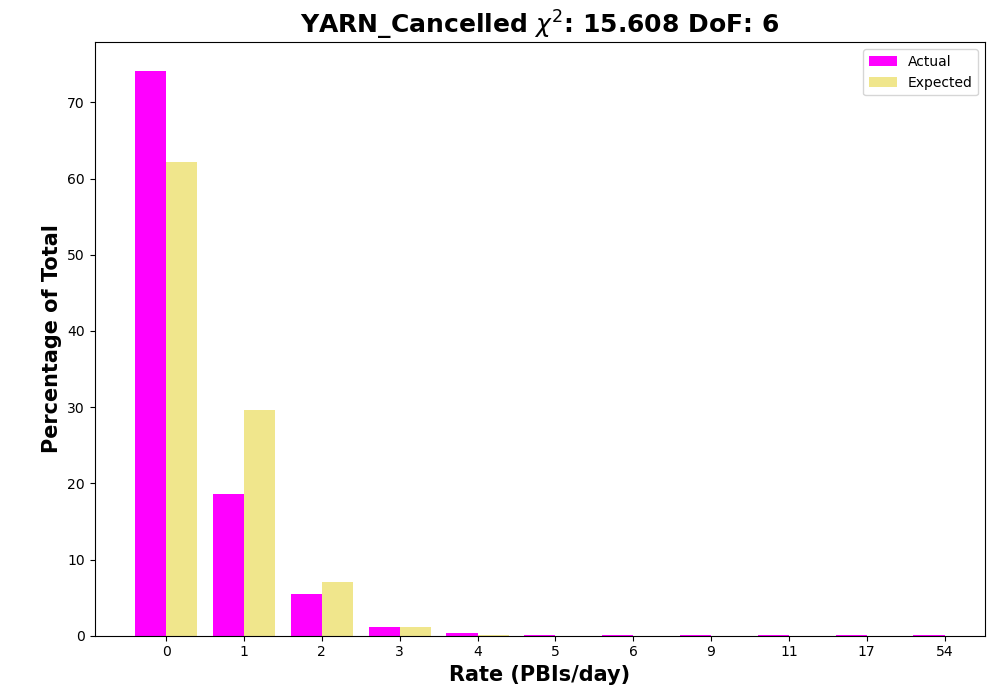 YARN_Cancelled χ²: 15.608 DoF: 6
Actual
Expected
Percentage of Total
70
60
50
40
30
20
10
0
0 1 2 3 4 5 6 9 11 17 54
Rate (PBIs/day)